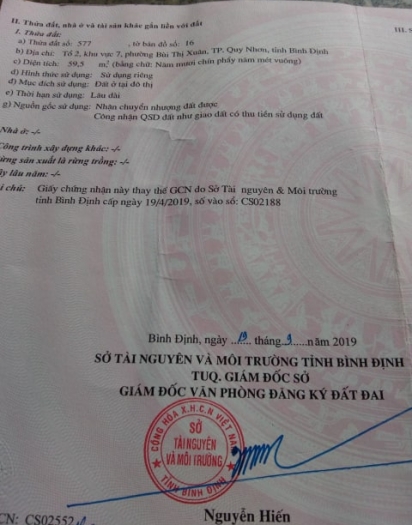 II. Thửa đất, nhà ở và tài sản khác gắn liền với đất
III. S
1. Thửa đất:
a) Thửa đất số: 577 , tờ bản đồ số: 16
b) Địa chỉ: Tổ 2, khu vực 7, phường Bùi Thị Xuân, TP. Quy Nhơn, tỉnh Bình Định
c) Diện tích: 59,5 m² (bằng chữ: Năm mươi chín phẩy năm mét vuông)
d) Hình thức sử dụng: Sử dụng riêng
đ) Mục đích sử dụng: Đất ở tại đô thị
e) Thời hạn sử dụng: Lâu dài
g) Nguồn gốc sử dụng: Nhận chuyển nhượng đất được
Công nhận QSD đất như giao đất có thu tiền sử dụng đất
Nhà ở: -/-
Công trình xây dựng khác: -/-
ừng sản xuất là rừng trồng: -/-
ây lâu năm: -/-
i chú: Giấy chứng nhận này thay thế GCN do Sở Tài nguyên & Môi trường
tỉnh Bình Định cấp ngày 19/4/2019, số vào sổ: CS02188
Bình Định, ngày 19 tháng 9 năm 2019
SỞ TÀI NGUYÊN VÀ MÔI TRƯỜNG TỈNH BÌNH ĐỊNH
TUQ. GIÁM ĐỐC SỞ
GIÁM ĐỐC VĂN PHÒNG ĐĂNG KÝ ĐẤT ĐAI
CỘNG HÒA X.H.C.N VIỆT NAM
SỞ
TÀI NGUYÊN
VÀ MÔI TRƯỜNG
TỈNH BÌNH ĐỊNH
CN: CS02552
Nguyễn Hiến